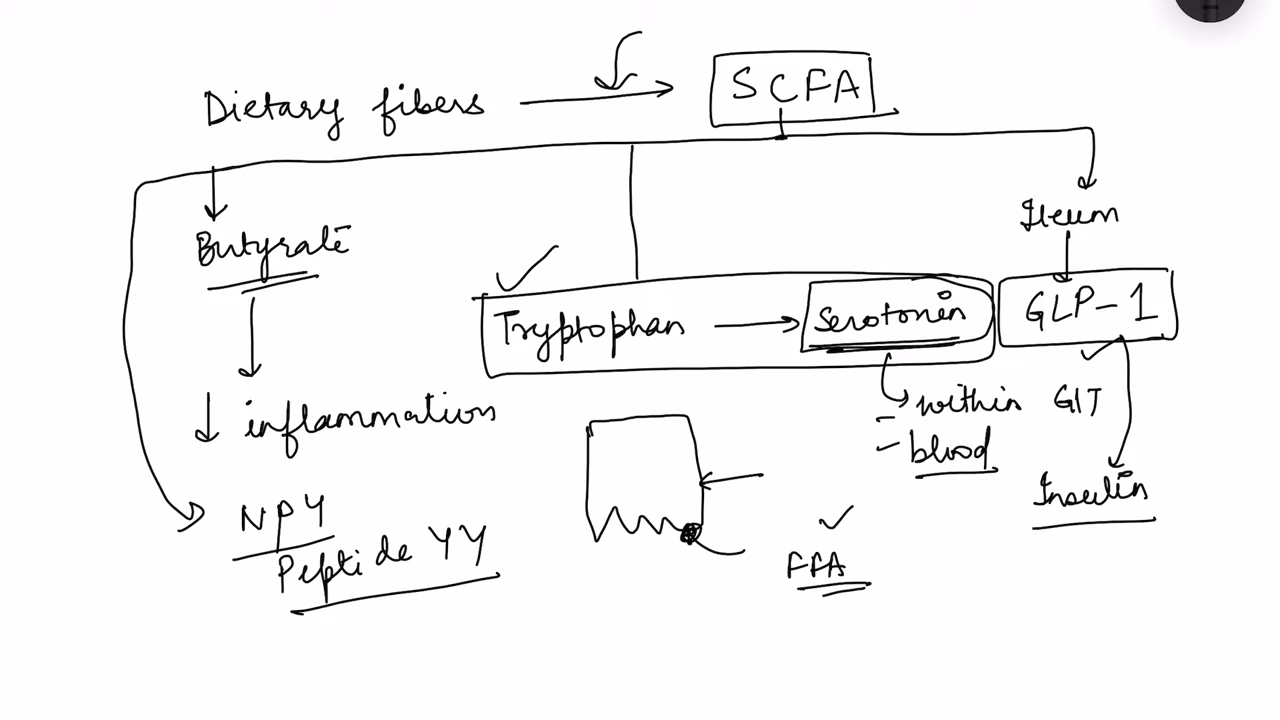 Dietary fibers → SCFA
Butyrate
Ileum
Tryptophan → Serotonin
GLP-1
↓ inflammation
within GIT
- blood
Insulin
NPY
Peptide YY
FFA